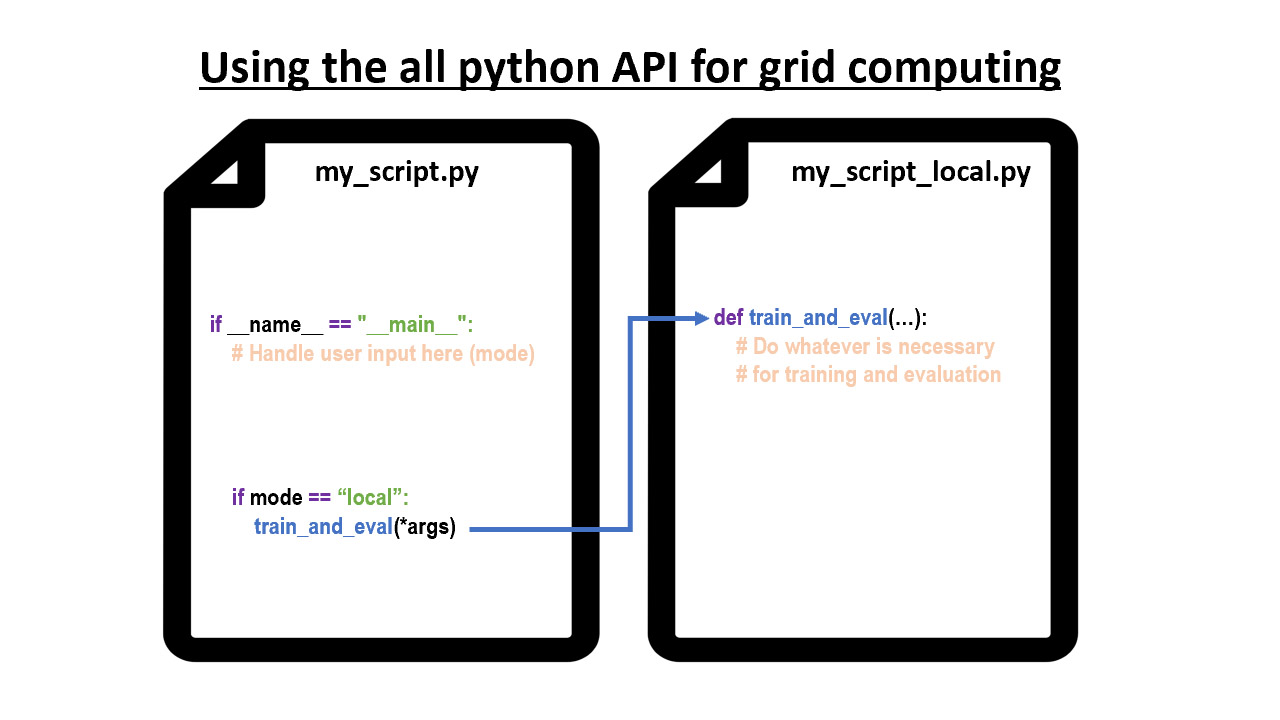 Using the all python API for grid computing
my_script.py
if __name__ == "__main__":
# Handle user input here (mode)
if mode == “local”:
train_and_eval(*args)
my_script_local.py
def train_and_eval(…):
# Do whatever is necessary
# for training and evaluation